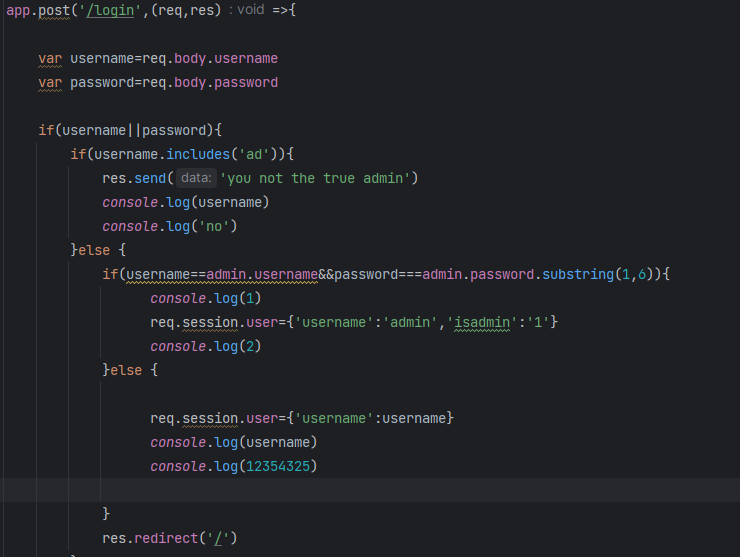 app.post('/login',(req,res) : void =>{
var username=req.body.username
var password=req.body.password
if(username||password){
if(username.includes('ad')){
res.send( data: 'you not the true admin')
console.log(username)
console.log('no')
}else {
if(username==admin.username&&password===admin.password.substring(1,6)){
console.log(1)
req.session.user={'username':'admin','isadmin':'1'}
console.log(2)
}else {
req.session.user={'username':username}
console.log(username)
console.log(12354325)
}
res.redirect('/')